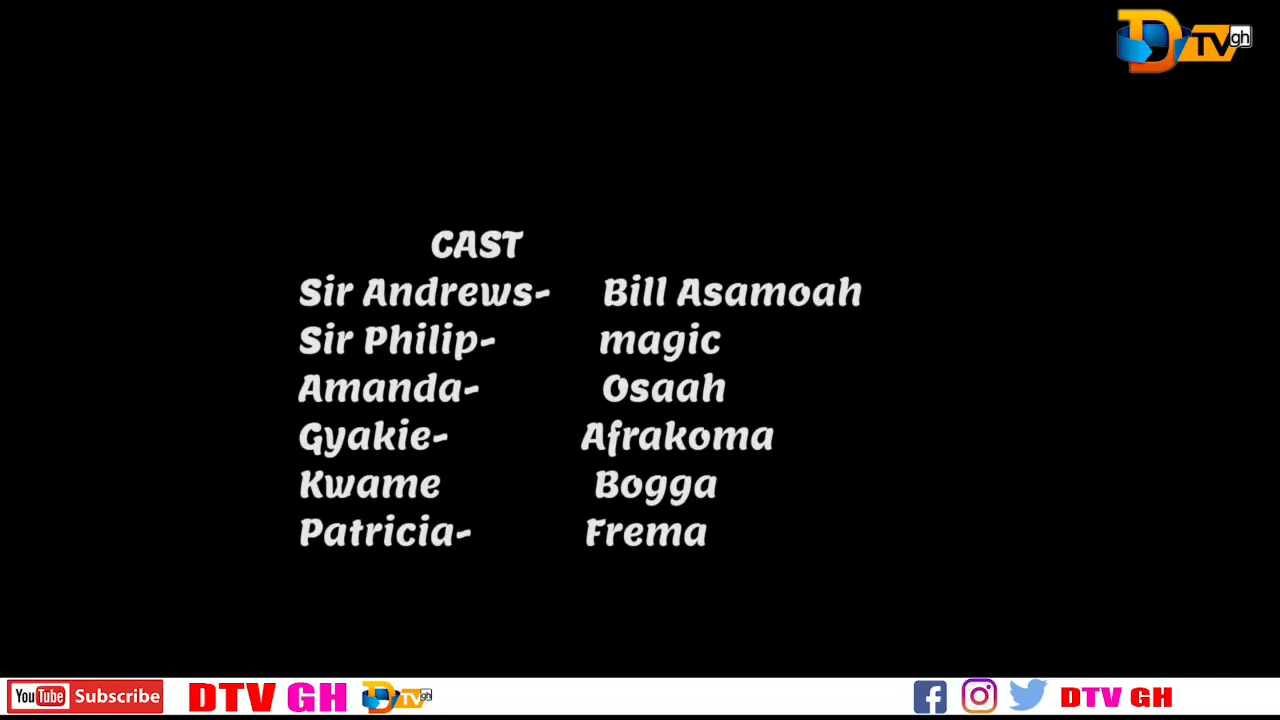 DTV gh
CAST
Sir Andrews- Bill Asamoah
Sir Philip- magic
Amanda- Osaah
Gyakie- Afrakoma
Kwame Bogga
Patricia- Frema
YouTube Subscribe DTV GH DTV gh DTV GH